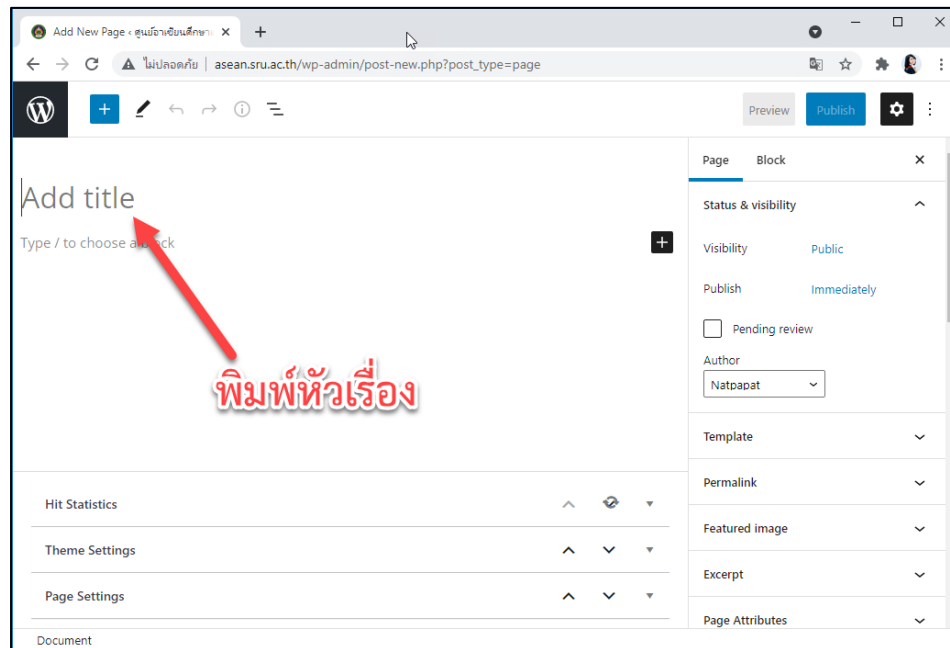 Add New Page ‹ ศูนย์อาเซียนศึกษา
ไม่ปลอดภัย | asean.sru.ac.th/wp-admin/post-new.php?post_type=page
Preview
Publish
Add title
Type / to choose a block
พิมพ์หัวเรื่อง
Page
Block
Status & visibility
Visibility
Public
Publish
Immediately
Pending review
Author
Natpapat
Template
Permalink
Featured image
Excerpt
Page Attributes
Hit Statistics
Theme Settings
Page Settings
Document